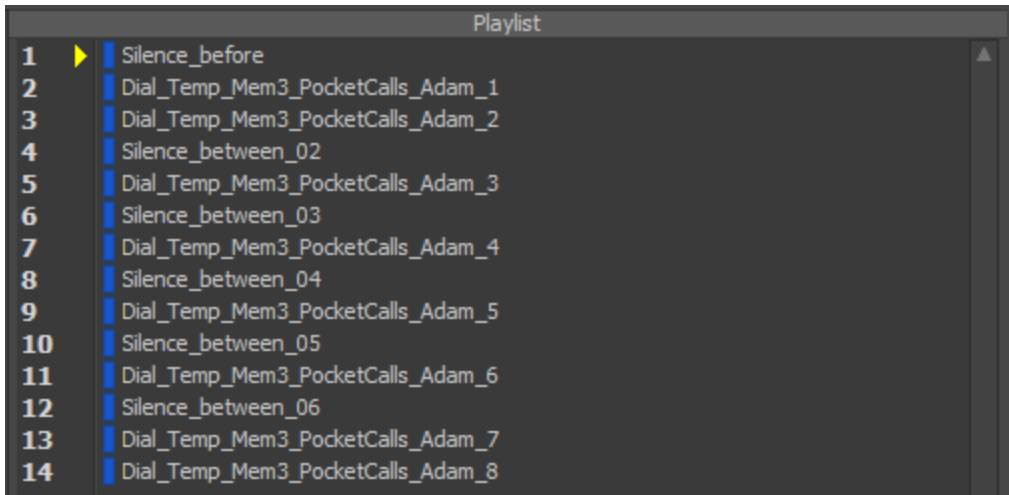 Playlist
1 Silence_before
2 Dial_Temp_Mem3_PocketCalls_Adam_1
3 Dial_Temp_Mem3_PocketCalls_Adam_2
4 Silence_between_02
5 Dial_Temp_Mem3_PocketCalls_Adam_3
6 Silence_between_03
7 Dial_Temp_Mem3_PocketCalls_Adam_4
8 Silence_between_04
9 Dial_Temp_Mem3_PocketCalls_Adam_5
10 Silence_between_05
11 Dial_Temp_Mem3_PocketCalls_Adam_6
12 Silence_between_06
13 Dial_Temp_Mem3_PocketCalls_Adam_7
14 Dial_Temp_Mem3_PocketCalls_Adam_8